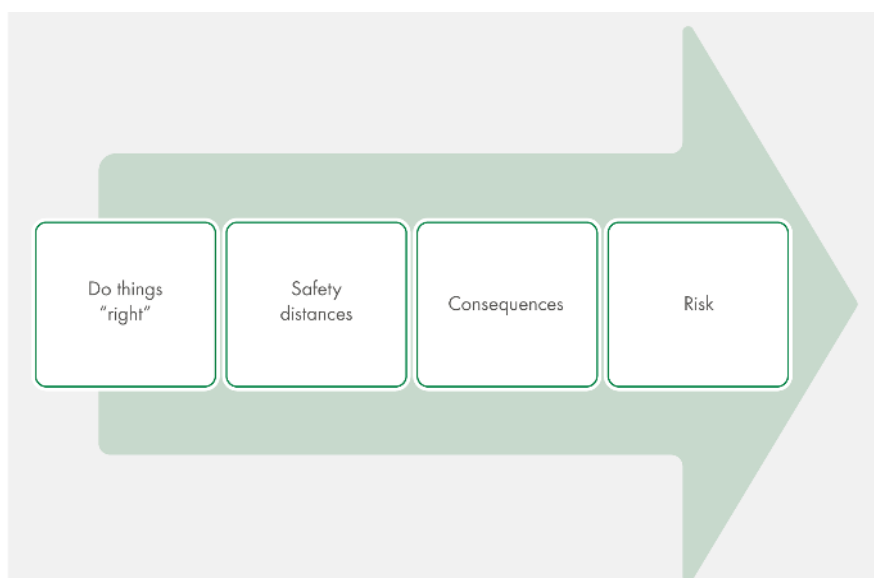 Do things
“right”
Safety
distances
Consequences
Risk